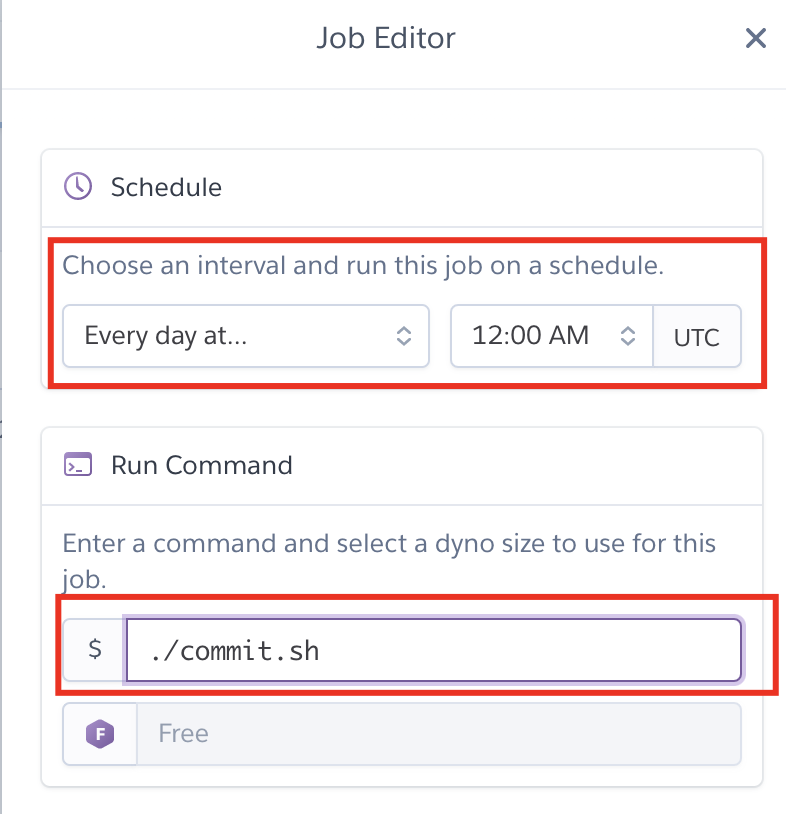 Job Editor
Schedule
Choose an interval and run this job on a schedule.
Every day at... 12:00 AM UTC
Run Command
Enter a command and select a dyno size to use for this
job.
$ ./commit.sh
F Free